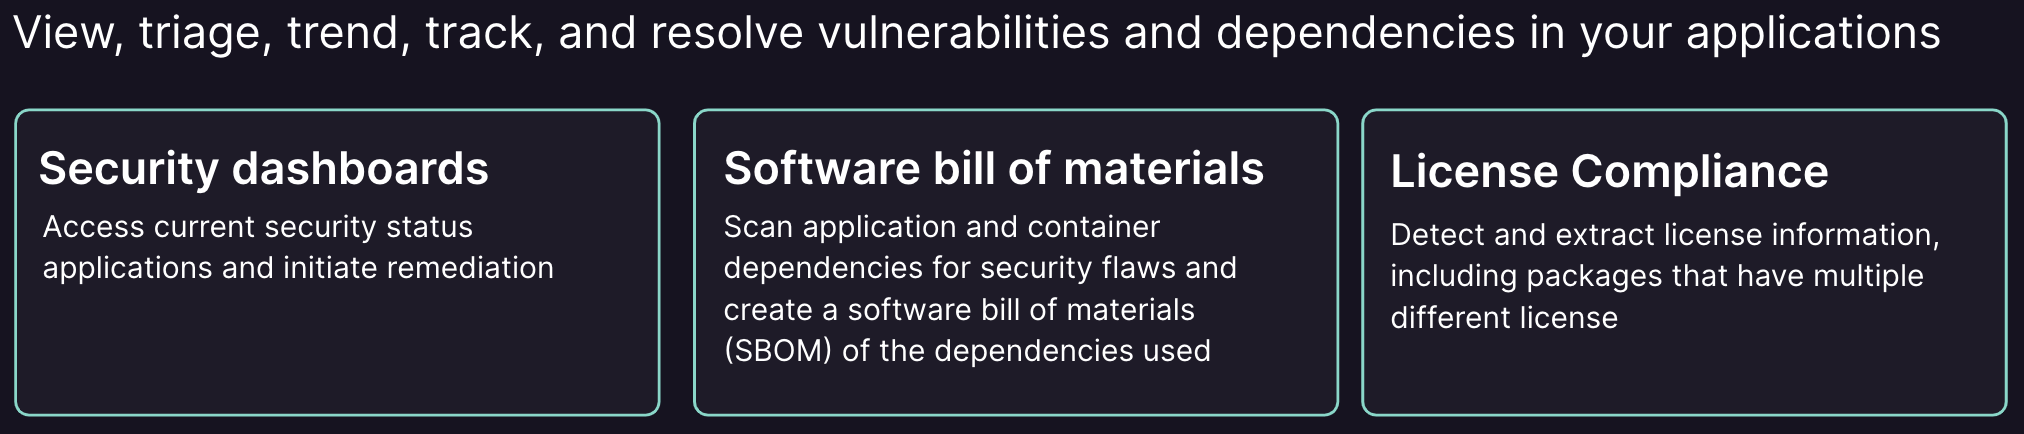 View, triage, trend, track, and resolve vulnerabilities and dependencies in your applications
Security dashboards
Access current security status
applications and initiate remediation
Software bill of materials
Scan application and container
dependencies for security flaws and
create a software bill of materials
(SBOM) of the dependencies used
License Compliance
Detect and extract license information,
including packages that have multiple
different license